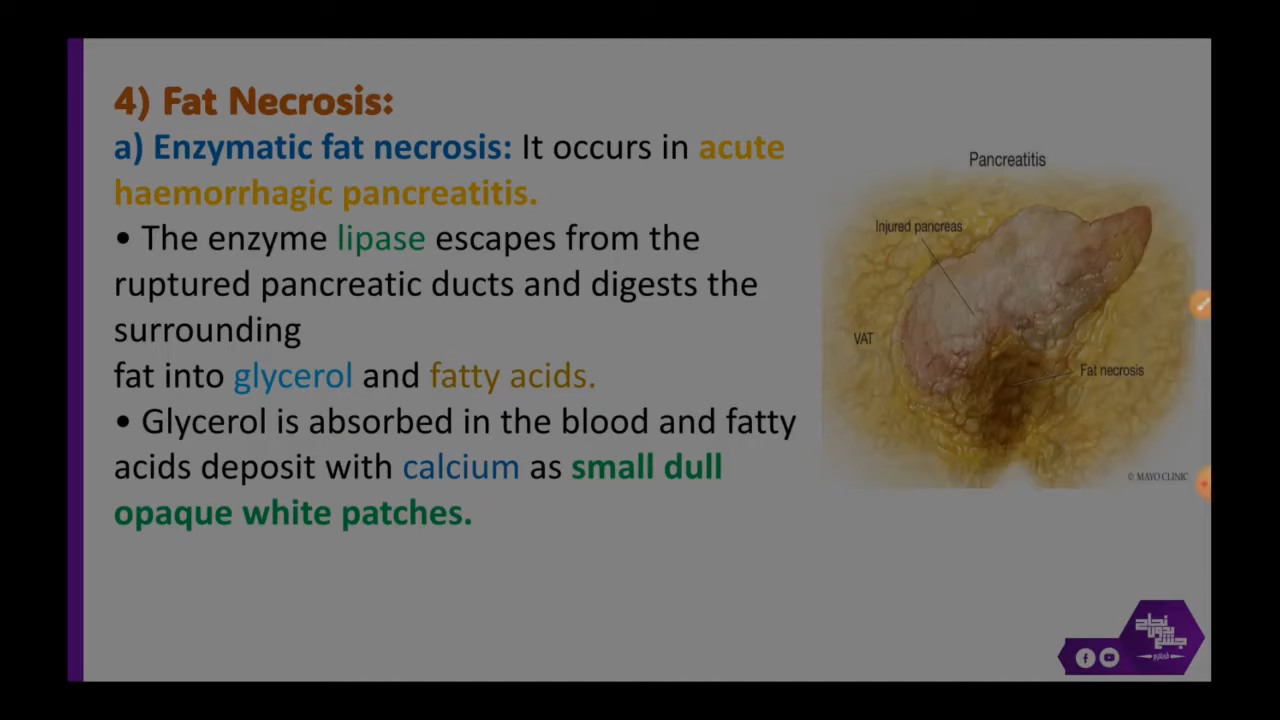 4) Fat Necrosis:
a) Enzymatic fat necrosis: It occurs in acute
haemorrhagic pancreatitis.
• The enzyme lipase escapes from the
ruptured pancreatic ducts and digests the
surrounding
fat into glycerol and fatty acids.
• Glycerol is absorbed in the blood and fatty
acids deposit with calcium as small dull
opaque white patches.
Pancreatitis
Injured pancreas
VAT
Fat necrosis
© MAYO CLINIC
نجاح
بدون